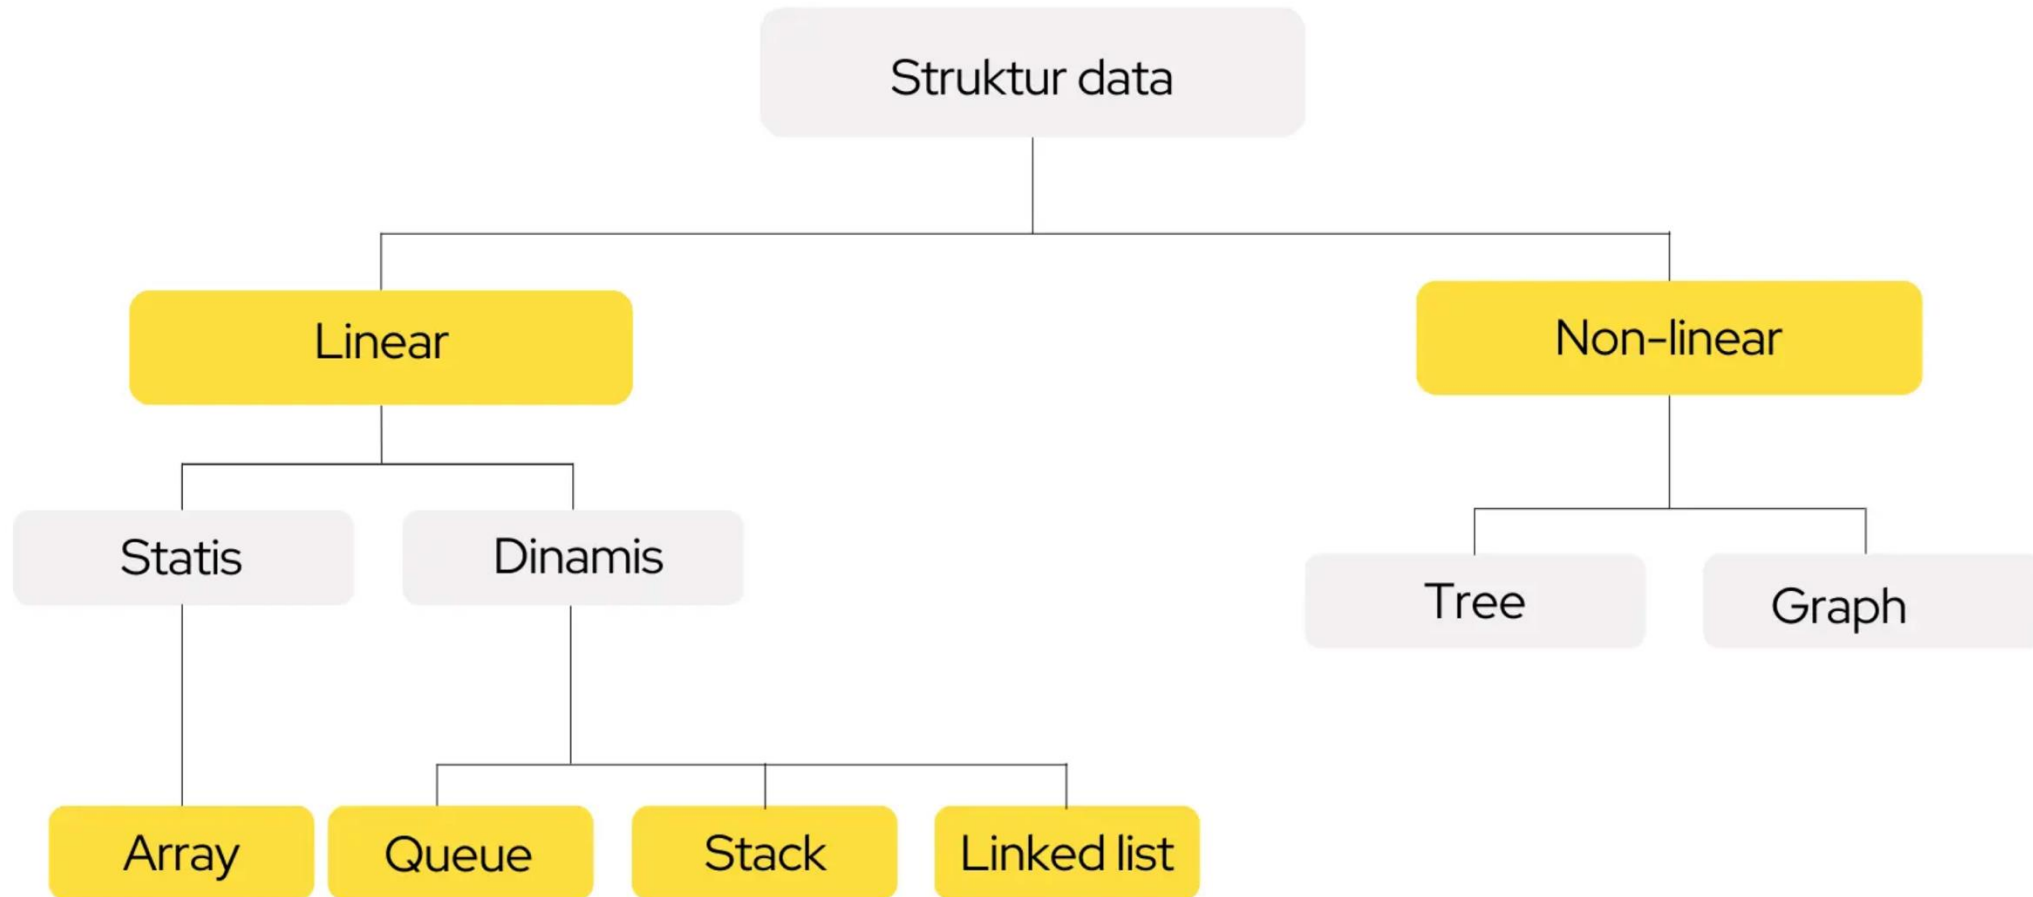 Struktur data
Linear
Non-linear
Statis
Dinamis
Tree
Graph
Array
Queue
Stack
Linked list